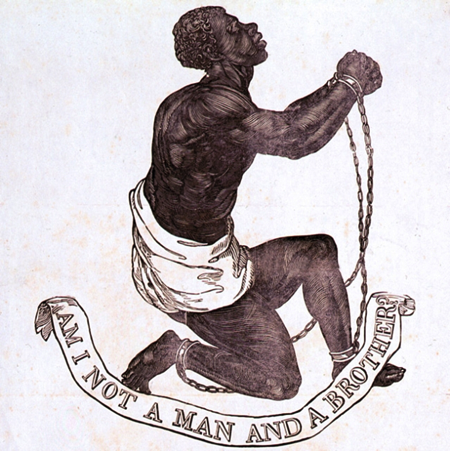 AM I NOT A MAN AND A BROTHER?